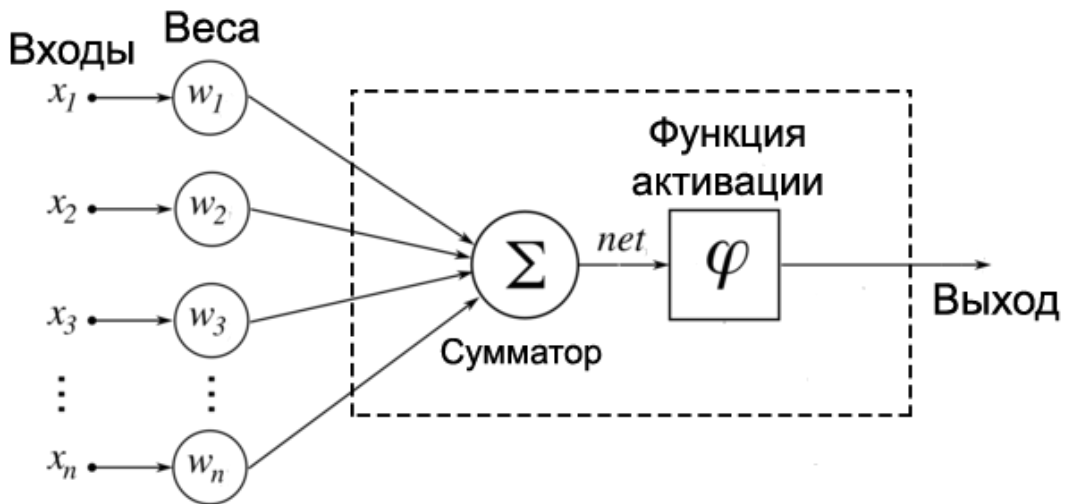 Входы
Веса
x1
w1
x2
w2
x3
w3
⋮
⋮
xn
wn
Σ
Сумматор
net
Функция
активации
φ
Выход